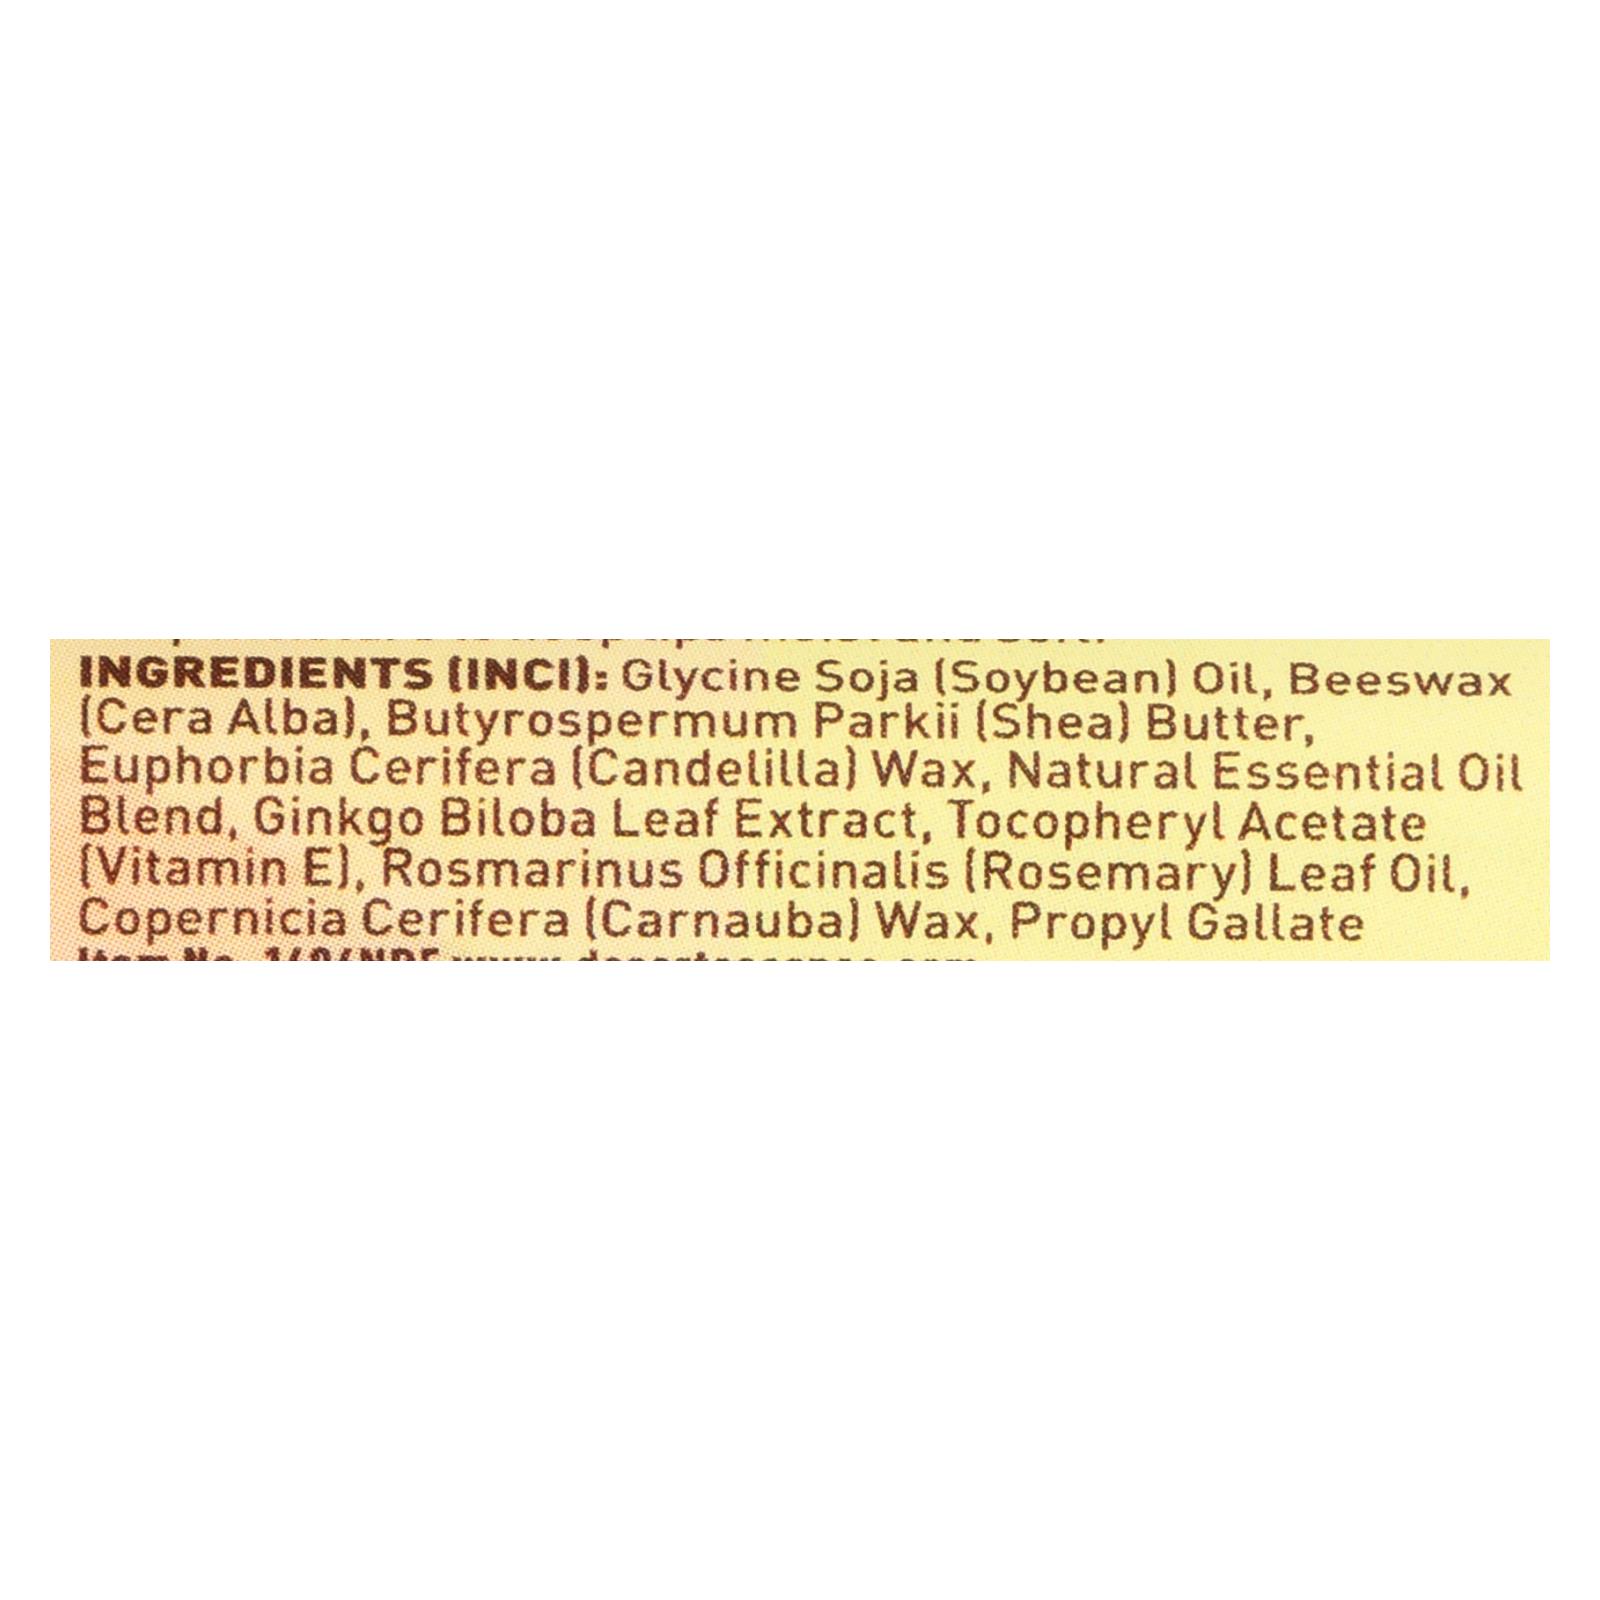 INGREDIENTS (INCI): Glycine Soja (Soybean) Oil, Beeswax
(Cera Alba), Butyrospermum Parkii (Shea) Butter,
Euphorbia Cerifera (Candelilla) Wax, Natural Essential Oil
Blend, Ginkgo Biloba Leaf Extract, Tocopheryl Acetate
(Vitamin E), Rosmarinus Officinalis (Rosemary) Leaf Oil,
Copernicia Cerifera (Carnauba) Wax, Propyl Gallate